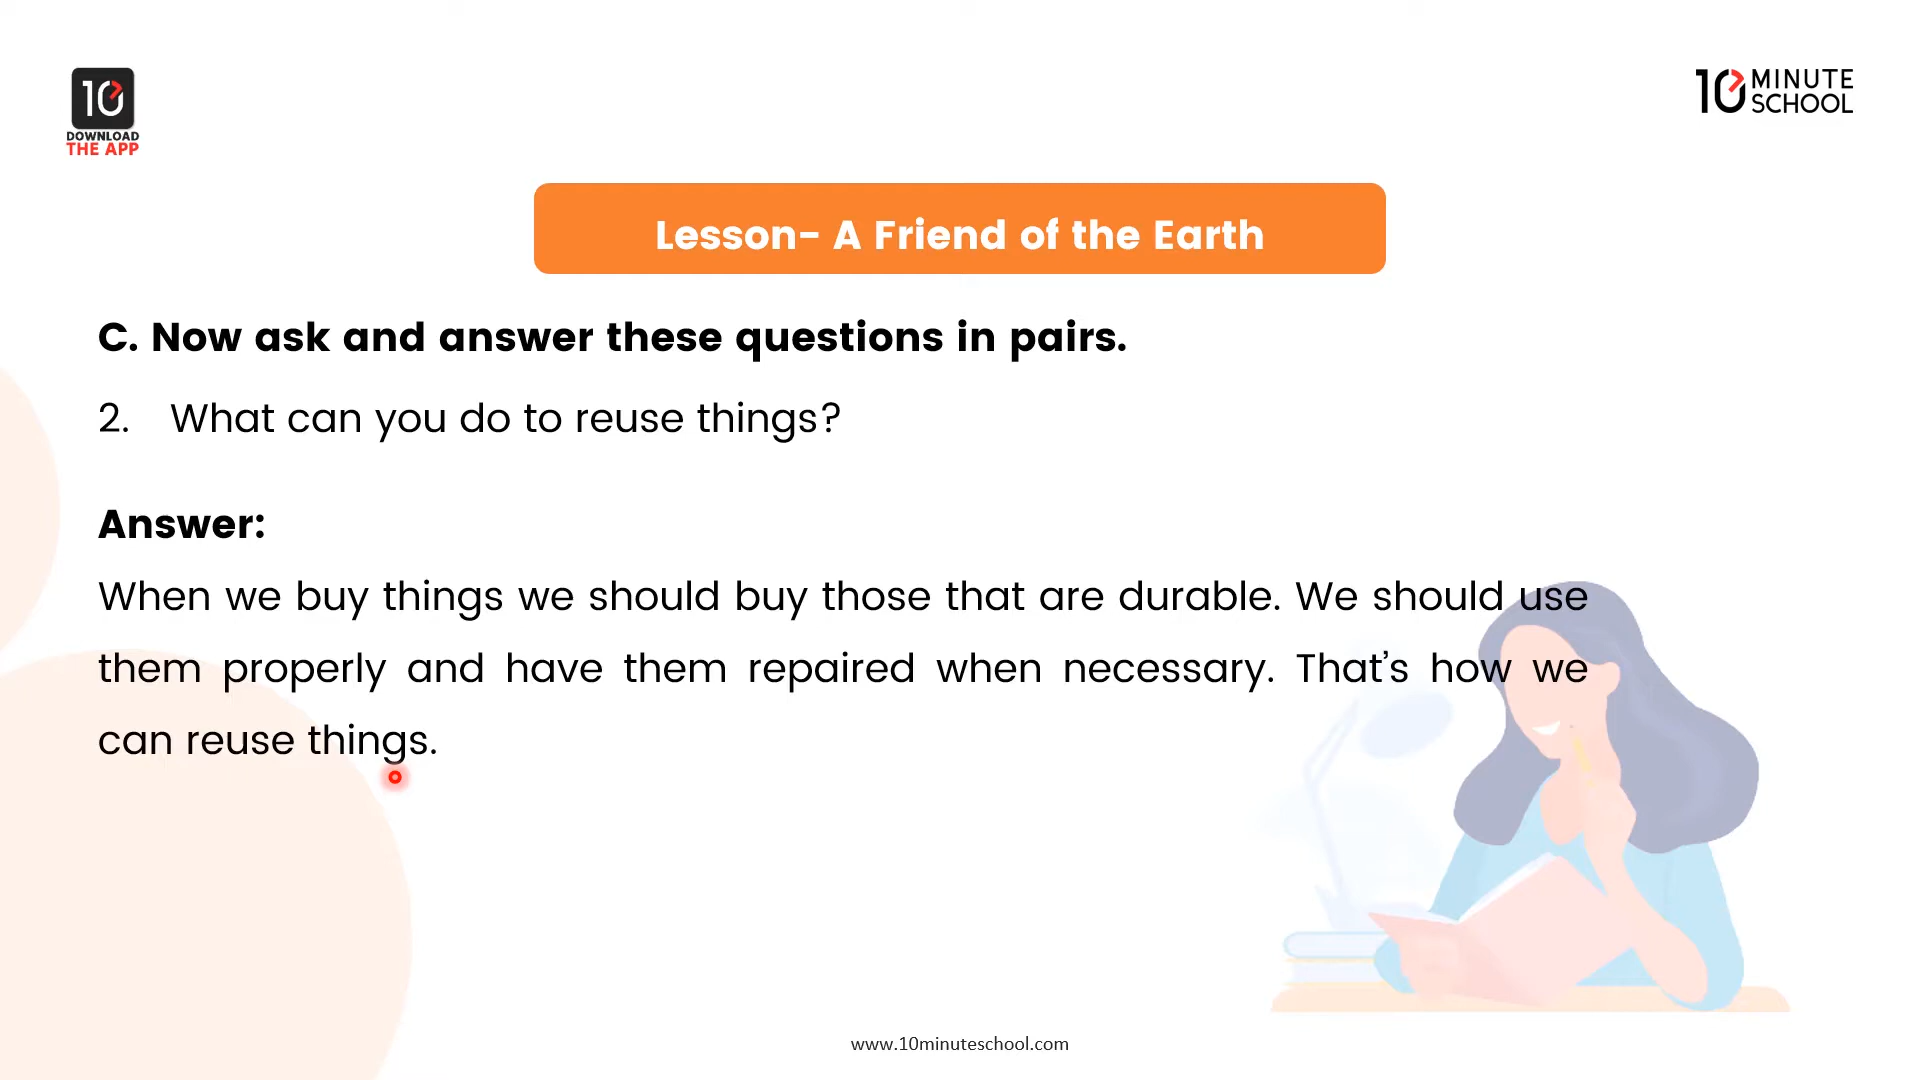 10
DOWNLOAD
THE APP
10 MINUTE
SCHOOL
Lesson- A Friend of the Earth
C. Now ask and answer these questions in pairs.
2. What can you do to reuse things?
Answer:
When we buy things we should buy those that are durable. We should use
them properly and have them repaired when necessary. That's how we
can reuse things.
www.10minuteschool.com